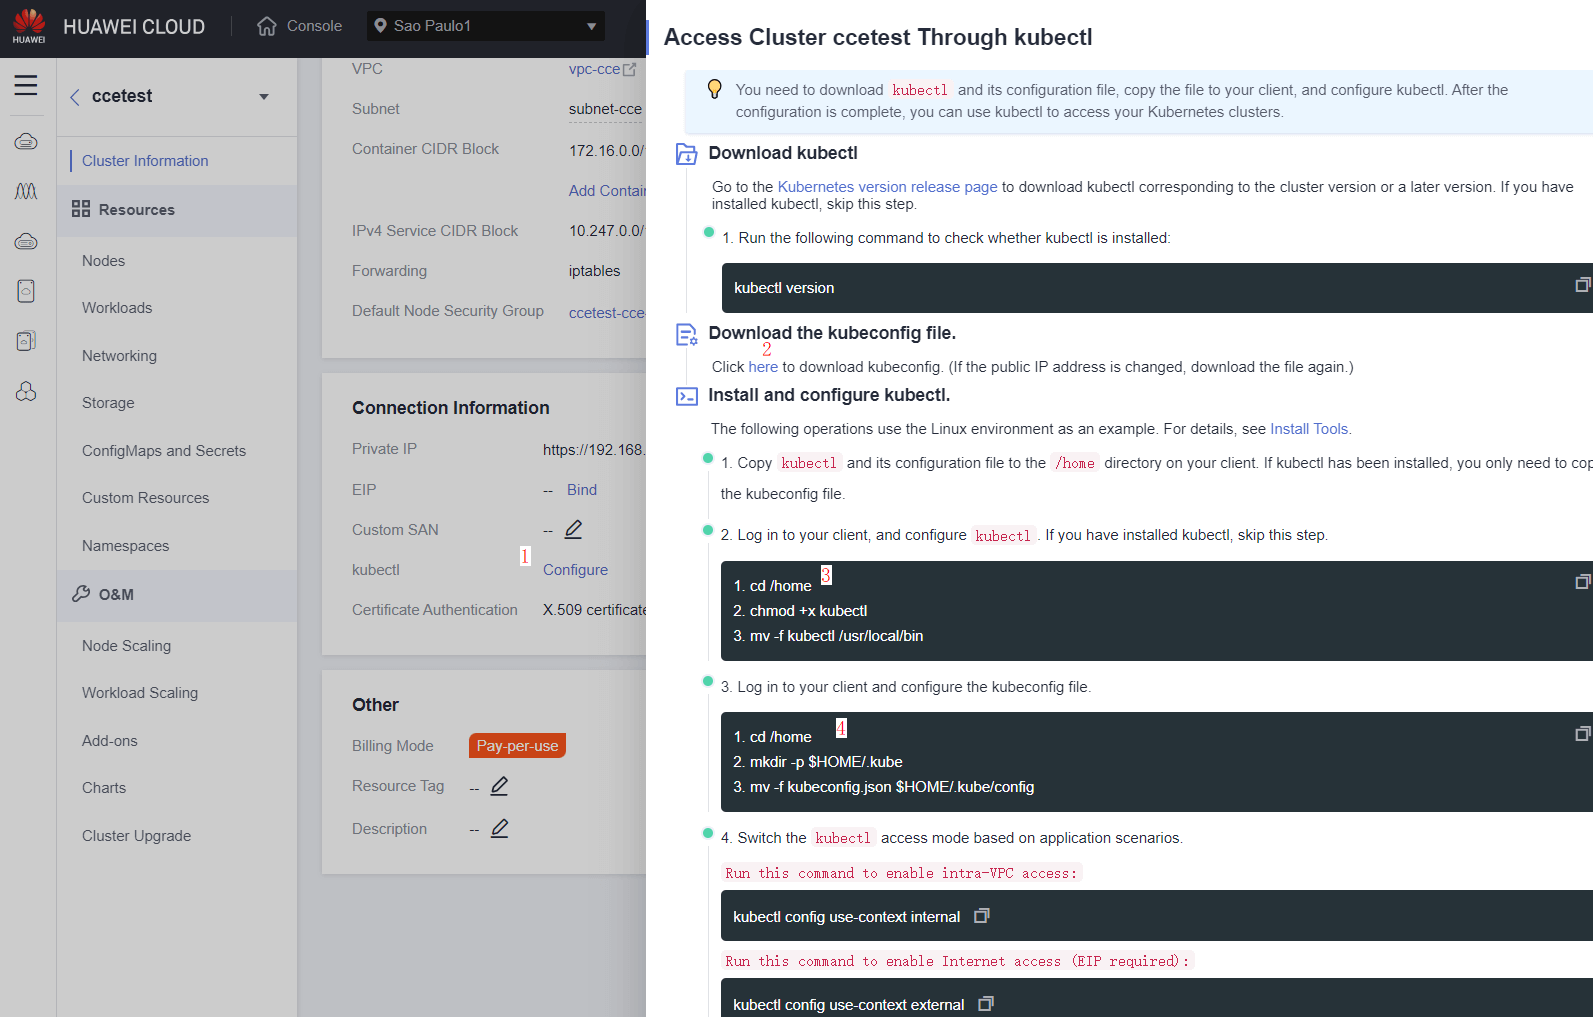 HUAWEI
HUAWEI CLOUD
Console
Sao Paulo1
ccetest
Cluster Information
Resources
Nodes
Workloads
Networking
Storage
ConfigMaps and Secrets
Custom Resources
Namespaces
O&M
Node Scaling
Workload Scaling
Add-ons
Charts
Cluster Upgrade
VPC vpc-cce
Subnet subnet-cce
Container CIDR Block 172.16.0.0/
Add Contai
IPv4 Service CIDR Block 10.247.0.0/
Forwarding iptables
Default Node Security Group ccetest-cce
Connection Information
Private IP https://192.168.
EIP -- Bind
Custom SAN --
1
kubectl Configure
Certificate Authentication X.509 certificate
Other
Billing Mode Pay-per-use
Resource Tag --
Description --
Access Cluster ccetest Through kubectl
You need to download kubectl and its configuration file, copy the file to your client, and configure kubectl. After the
configuration is complete, you can use kubectl to access your Kubernetes clusters.
Download kubectl
Go to the Kubernetes version release page to download kubectl corresponding to the cluster version or a later version. If you have
installed kubectl, skip this step.
1. Run the following command to check whether kubectl is installed:
kubectl version
Download the kubeconfig file.
2
Click here to download kubeconfig. (If the public IP address is changed, download the file again.)
Install and configure kubectl.
The following operations use the Linux environment as an example. For details, see Install Tools.
1. Copy kubectl and its configuration file to the /home directory on your client. If kubectl has been installed, you only need to cop
the kubeconfig file.
2. Log in to your client, and configure kubectl . If you have installed kubectl, skip this step.
1. cd /home 3
2. chmod +x kubectl
3. mv -f kubectl /usr/local/bin
3. Log in to your client and configure the kubeconfig file.
1. cd /home 4
2. mkdir -p $HOME/.kube
3. mv -f kubeconfig.json $HOME/.kube/config
4. Switch the kubectl access mode based on application scenarios.
Run this command to enable intra-VPC access:
kubectl config use-context internal
Run this command to enable Internet access (EIP required):
kubectl config use-context external